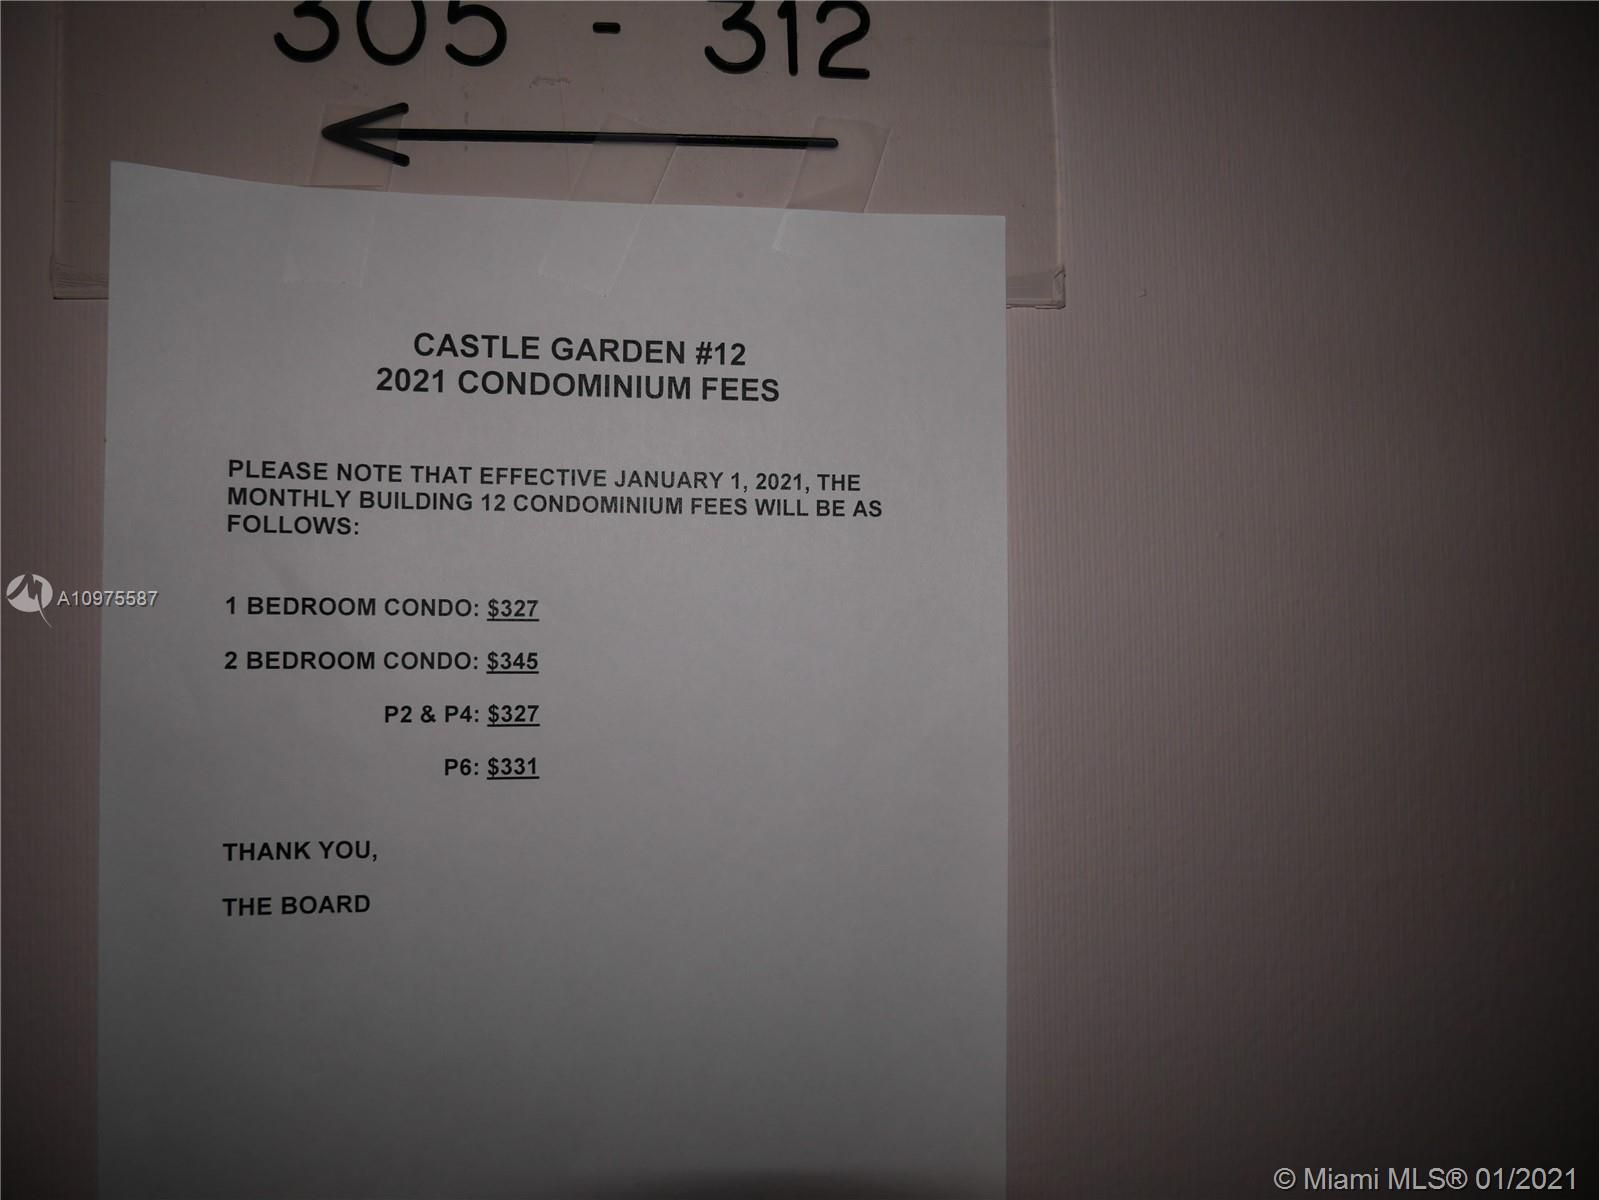 305 - 312
CASTLE GARDEN #12
2021 CONDOMINIUM FEES
PLEASE NOTE THAT EFFECTIVE JANUARY 1, 2021, THE
MONTHLY BUILDING 12 CONDOMINIUM FEES WILL BE AS
FOLLOWS:
1 BEDROOM CONDO: $327
2 BEDROOM CONDO: $345
P2 & P4: $327
P6: $331
THANK YOU,
THE BOARD
A10975587
© Miami MLS® 01/2021